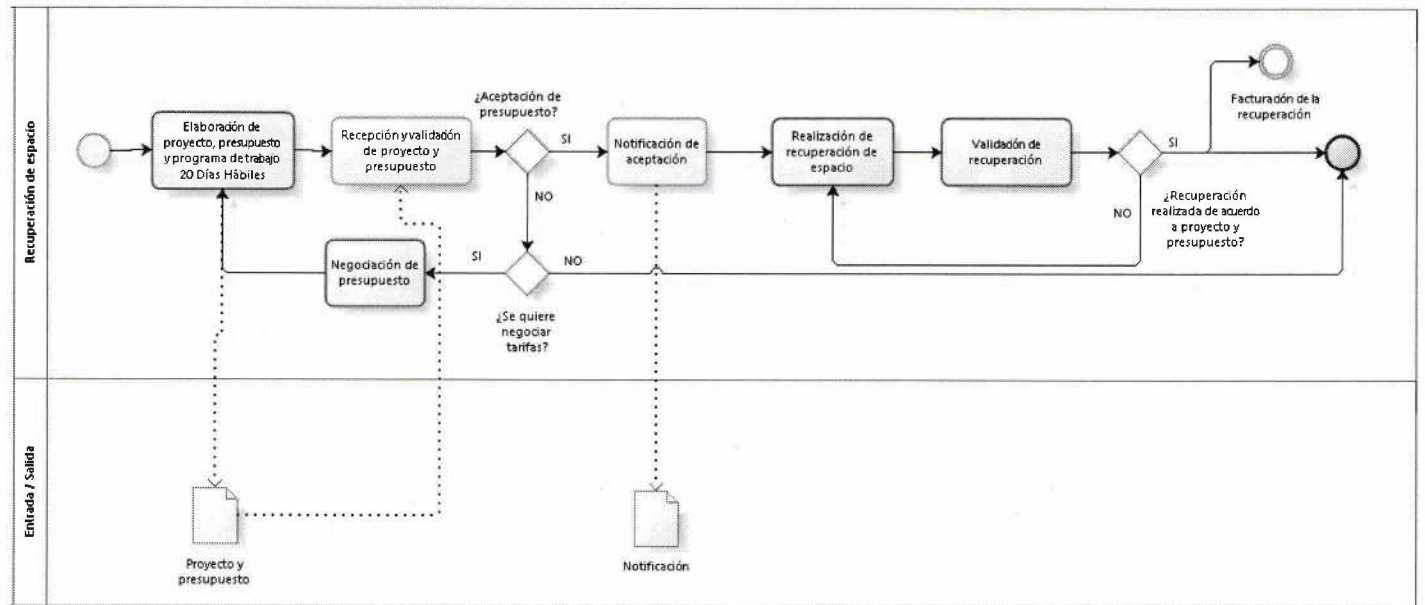 Recuperación de espacio
Elaboración de
proyecto, presupuesto
y programa de trabajo
20 Días Hábiles
Recepción y validación
de proyecto y
presupuesto
¿Aceptación de
presupuesto?
SI
NO
Notificación de
aceptación
Realización de
recuperación de
espacio
Validación de
recuperación
SI
NO
¿Recuperación
realizada de acuerdo
a proyecto y
presupuesto?
Facturación de la
recuperación
Negociación de
presupuesto
SI
NO
¿Se quiere
negociar
tarifas?
Entrada / Salida
Proyecto y
presupuesto
Notificación